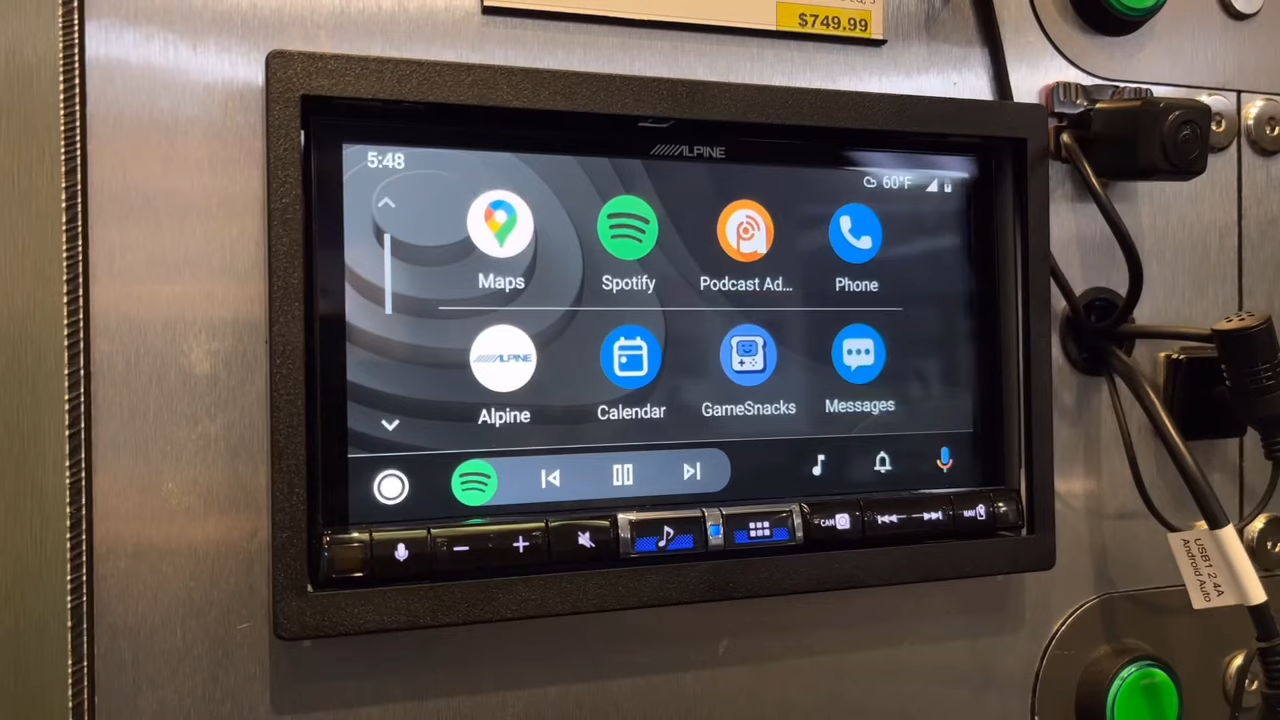 $749.99
ALPINE
5:48
60°F
Maps
Spotify
Podcast Ad...
Phone
ALPINE
Alpine
Calendar
GameSnacks
Messages
CAM
NAV
USB1 2.4A
Android Auto